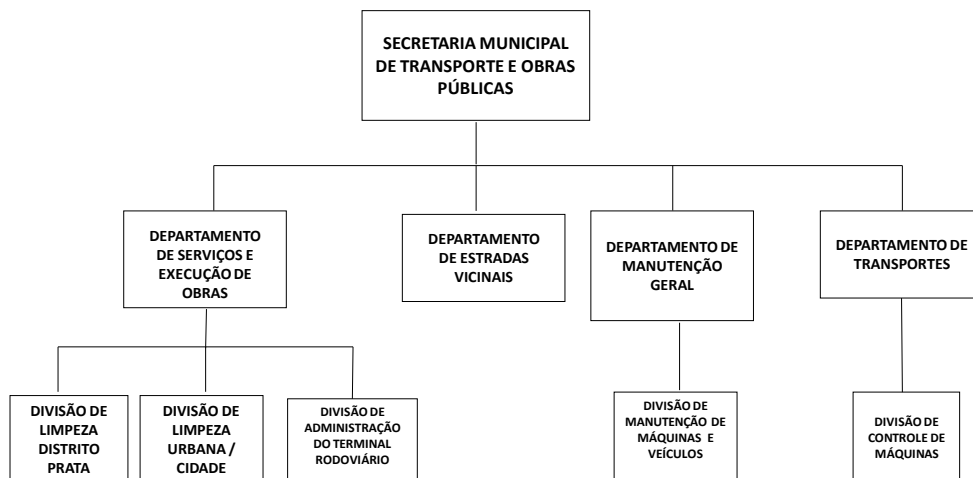 SECRETARIA MUNICIPAL
DE TRANSPORTE E OBRAS
PÚBLICAS
DEPARTAMENTO
DE SERVIÇOS E
EXECUÇÃO DE
OBRAS
DEPARTAMENTO
DE ESTRADAS
VICINAIS
DEPARTAMENTO DE
MANUTENÇÃO
GERAL
DEPARTAMENTO DE
TRANSPORTES
DIVISÃO DE
LIMPEZA
DISTRITO
PRATA
DIVISÃO DE
LIMPEZA
URBANA /
CIDADE
DIVISÃO DE
ADMINISTRAÇÃO
DO TERMINAL
RODOVIÁRIO
DIVISÃO DE
MANUTENÇÃO DE
MÁQUINAS E
VEÍCULOS
DIVISÃO DE
CONTROLE DE
MÁQUINAS